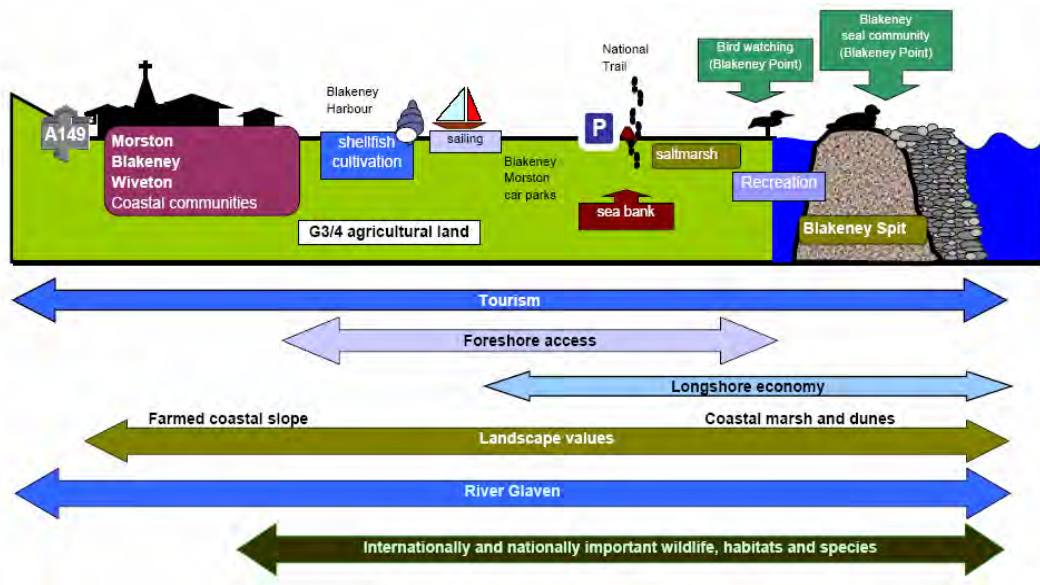 Blakeney
seal community
(Blakeney Point)
Bird watching
(Blakeney Point)
National
Trail
Blakeney
Harbour
A149
P
Morston
Blakeney
Wiveton
Coastal communities
shellfish
cultivation
sailing
Blakeney
Morston
car parks
saltmarsh
sea bank
Recreation
Blakeney Spit
G3/4 agricultural land
Tourism
Foreshore access
Longshore economy
Farmed coastal slope
Coastal marsh and dunes
Landscape values
River Glaven
Internationally and nationally important wildlife, habitats and species